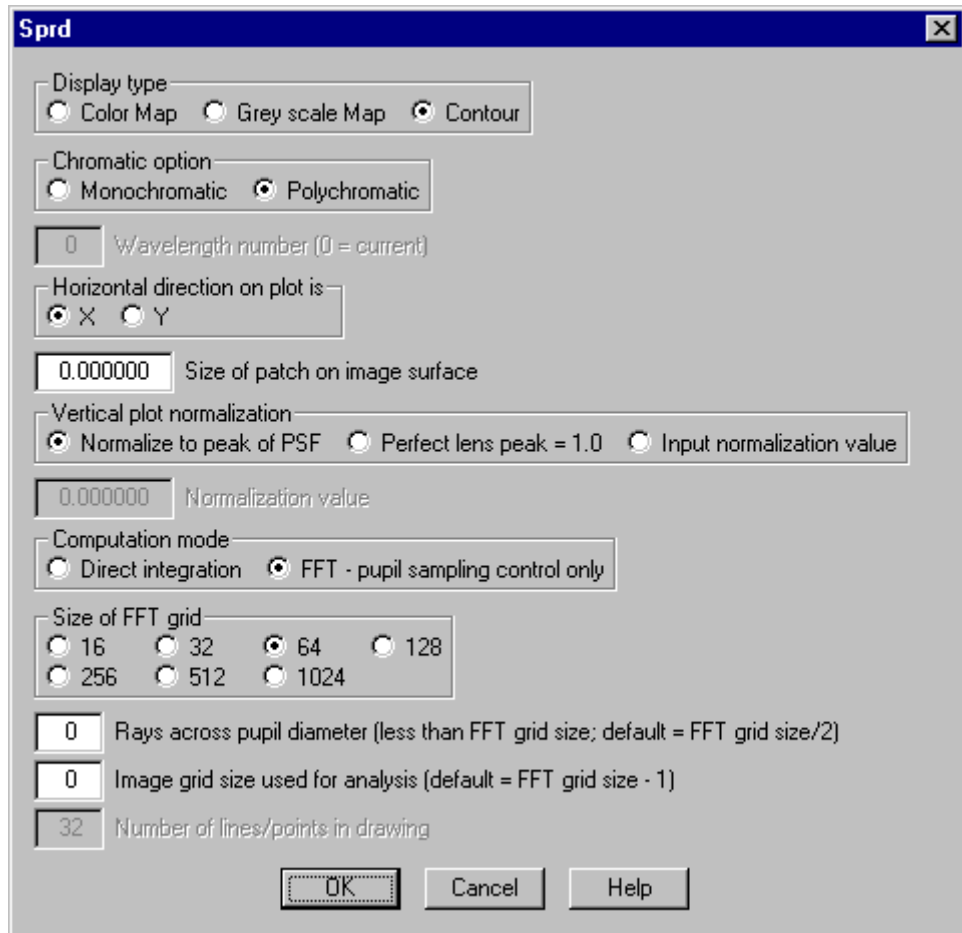 Sprd
Display type
Color Map Grey scale Map Contour
Chromatic option
Monochromatic Polychromatic
0 Wavelength number (0 = current)
Horizontal direction on plot is
X Y
0.000000 Size of patch on image surface
Vertical plot normalization
Normalize to peak of PSF Perfect lens peak = 1.0 Input normalization value
0.000000 Normalization value
Computation mode
Direct integration FFT - pupil sampling control only
Size of FFT grid
16 32 64 128
256 512 1024
0 Rays across pupil diameter (less than FFT grid size; default = FFT grid size/2)
0 Image grid size used for analysis (default = FFT grid size - 1)
32 Number of lines/points in drawing
OK Cancel Help